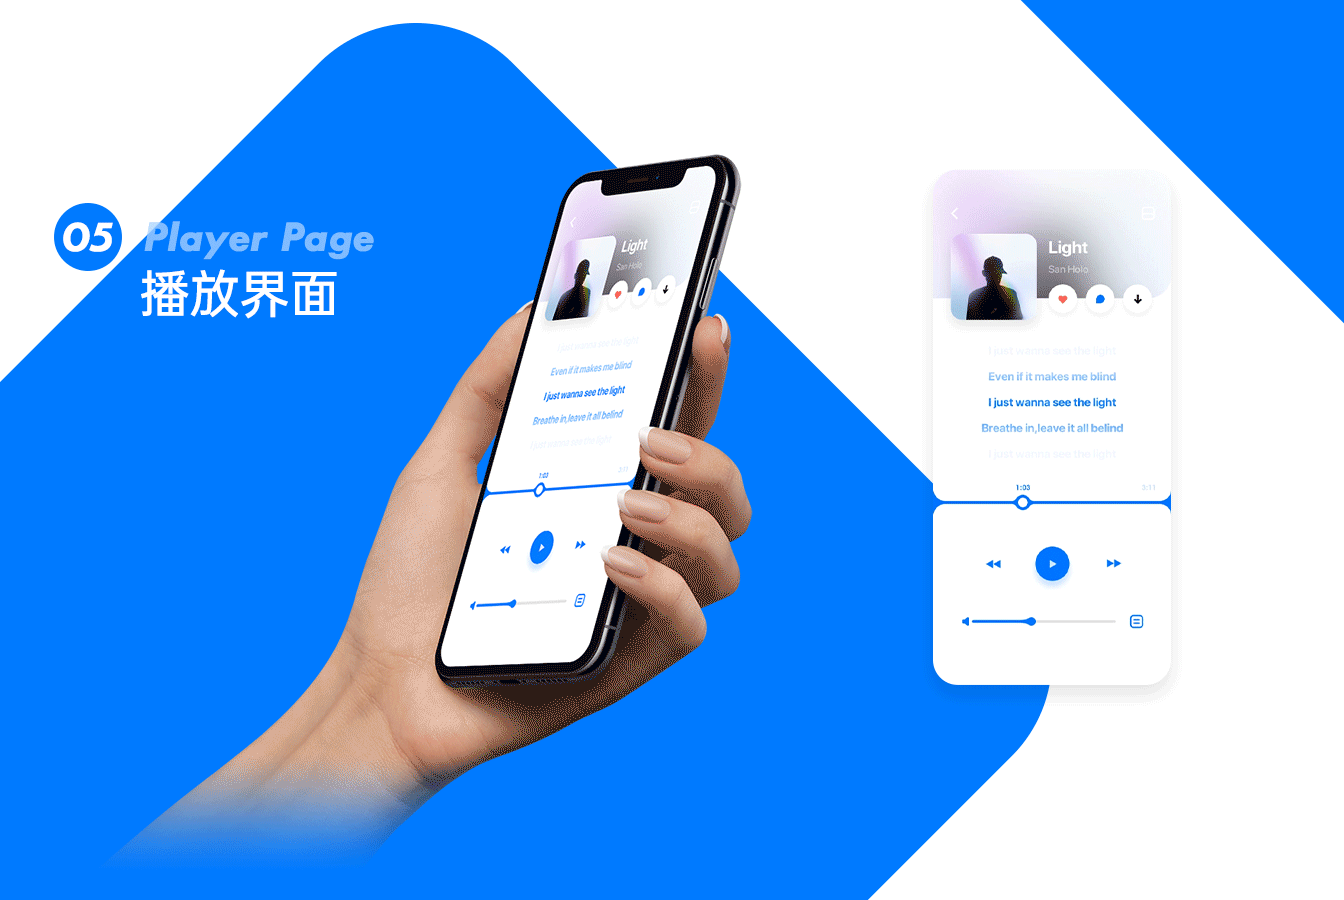 05 Player Page
播放界面
Light
San Holo
I just wanna see the light
Even if it makes me blind
I just wanna see the light
Breathe in,leave it all belind
I just wanna see the light
1:03 3:11
Light
San Holo
I just wanna see the light
Even if it makes me blind
I just wanna see the light
Breathe in,leave it all belind
I just wanna see the light
1:03 3:11